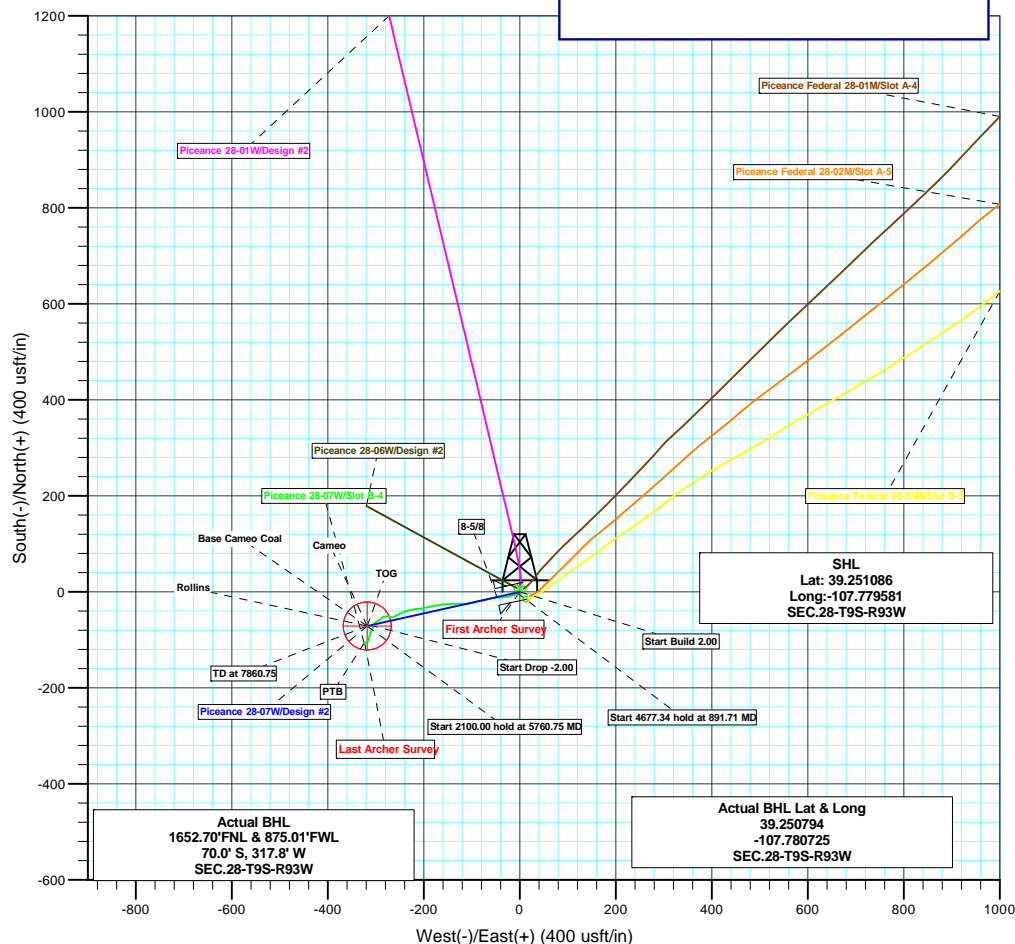 1200
1000
800
600
400
200
0
-200
-400
-600
South(-)/North(+) (400 usft/in)
-800
-600
-400
-200
0
200
400
600
800
1000
West(-)/East(+) (400 usft/in)
Piceance Federal 28-01M/Slot A-4
Piceance 28-01W/Design #2
Piceance Federal 28-02M/Slot A-5
Piceance 28-06W/Design #2
Piceance 28-07W/Slot B-4
Piceance Federal 28-03M/Slot B-5
8-5/8
Base Cameo Coal
Cameo
TOG
Rollins
First Archer Survey
Start Build 2.00
SHL
Lat: 39.251086
Long:-107.779581
SEC.28-T9S-R93W
TD at 7860.75
Start Drop -2.00
PTB
Piceance 28-07W/Design #2
Start 2100.00 hold at 5760.75 MD
Start 4677.34 hold at 891.71 MD
Last Archer Survey
Actual BHL
1652.70'FNL & 875.01'FWL
70.0' S, 317.8' W
SEC.28-T9S-R93W
Actual BHL Lat & Long
39.250794
-107.780725
SEC.28-T9S-R93W